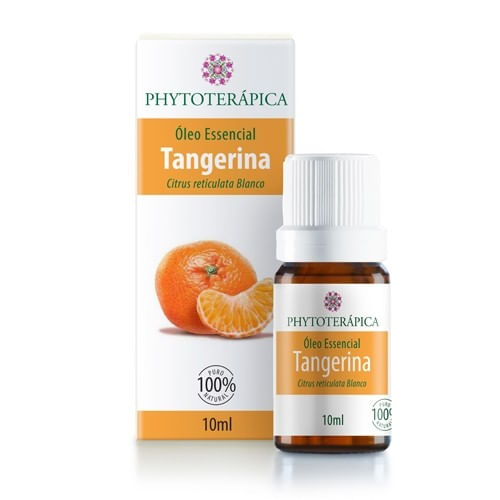 PHYTOTERÁPICA
Óleo Essencial
Tangerina
Citrus reticulata Blanco
PURO
100%
NATURAL
10ml
PHYTOTERÁPICA
Óleo Essencial
Tangerina
Citrus reticulata Blanco
10ml
100%